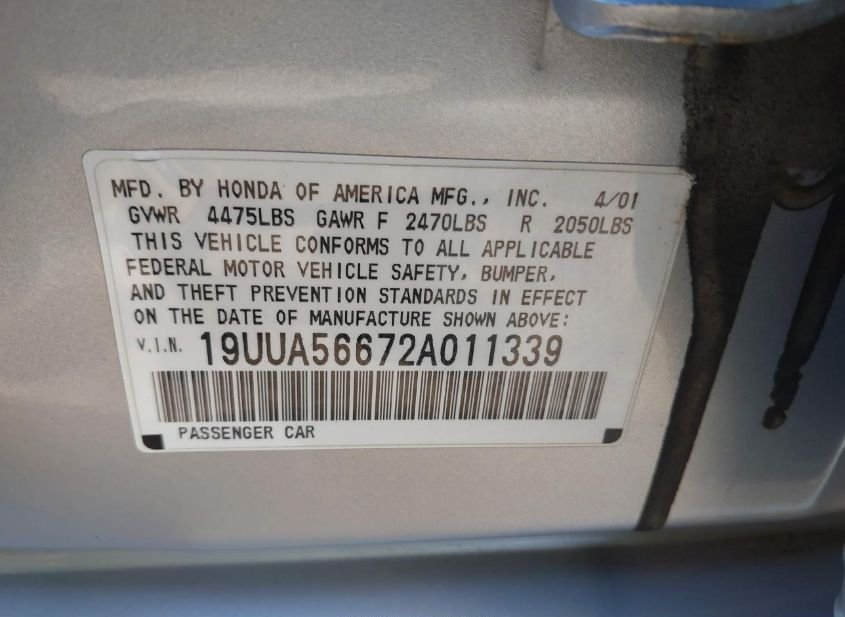 MFD. BY HONDA OF AMERICA MFG., INC. 4/01
GVWR 4475LBS GAWR F 2470LBS R 2050LBS
THIS VEHICLE CONFORMS TO ALL APPLICABLE
FEDERAL MOTOR VEHICLE SAFETY, BUMPER,
AND THEFT PREVENTION STANDARDS IN EFFECT
ON THE DATE OF MANUFACTURE SHOWN ABOVE:
V.I.N. 19UUA56672A011339
PASSENGER CAR